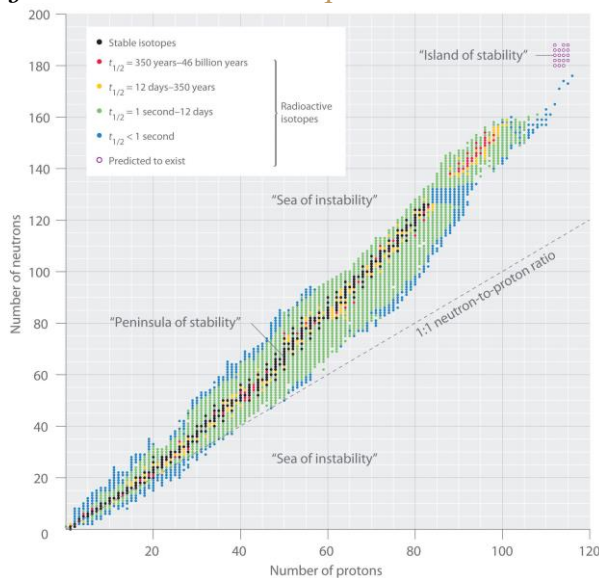 200
180
160
140
120
100
80
60
40
20
0
Number of neutrons
Stable isotopes
t1/2 = 350 years–46 billion years
t1/2 = 12 days–350 years
t1/2 = 1 second–12 days
t1/2 < 1 second
Predicted to exist
Radioactive
isotopes
"Island of stability"
"Sea of instability"
"Peninsula of stability"
1:1 neutron-to-proton ratio
"Sea of instability"
20
40
60
80
100
120
Number of protons